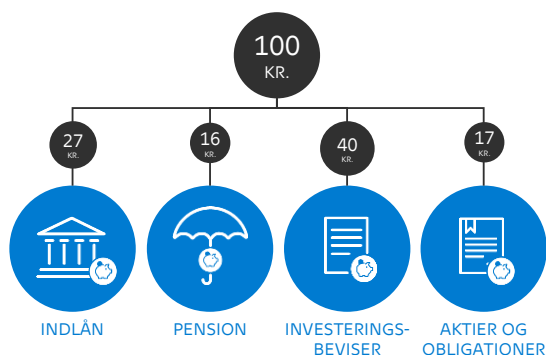 100
KR.
27
KR.
16
KR.
40
KR.
17
KR.
INDLÅN
PENSION
INVESTERINGS-
BEVISER
AKTIER OG
OBLIGATIONER